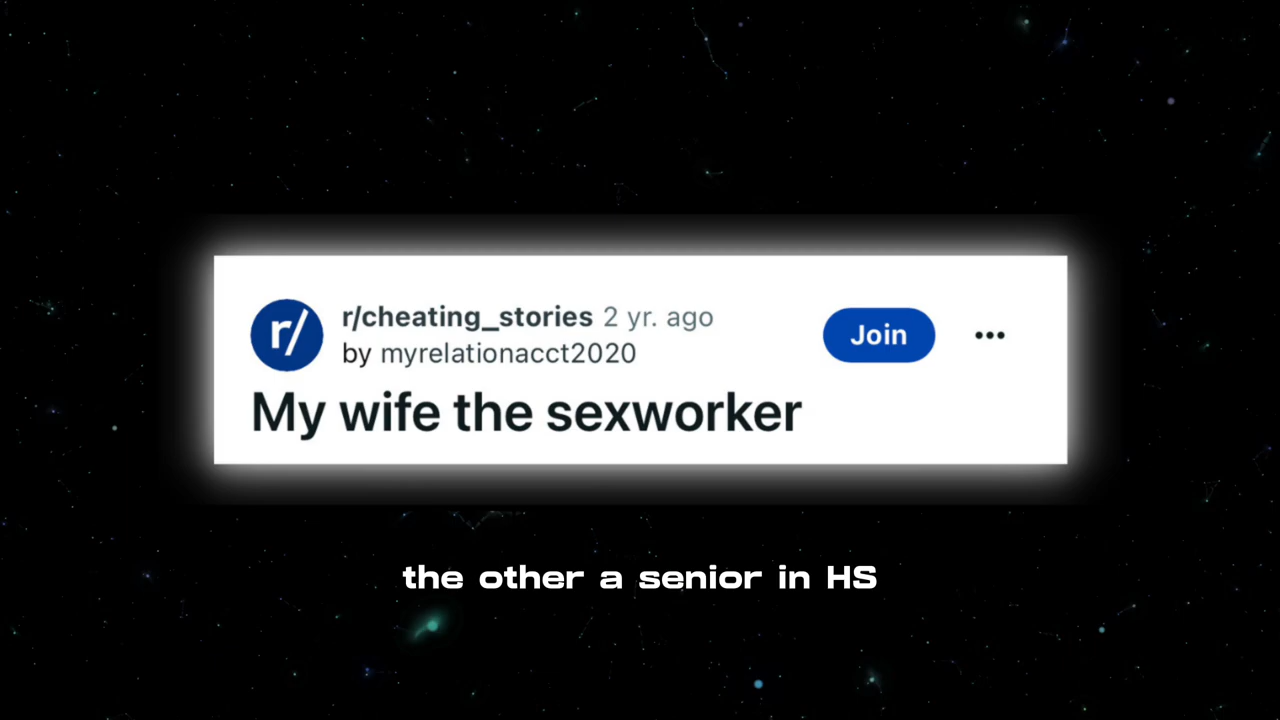 r/
r/cheating_stories 2 yr. ago
by myrelationacct2020
Join
My wife the sexworker
the other a senior in HS